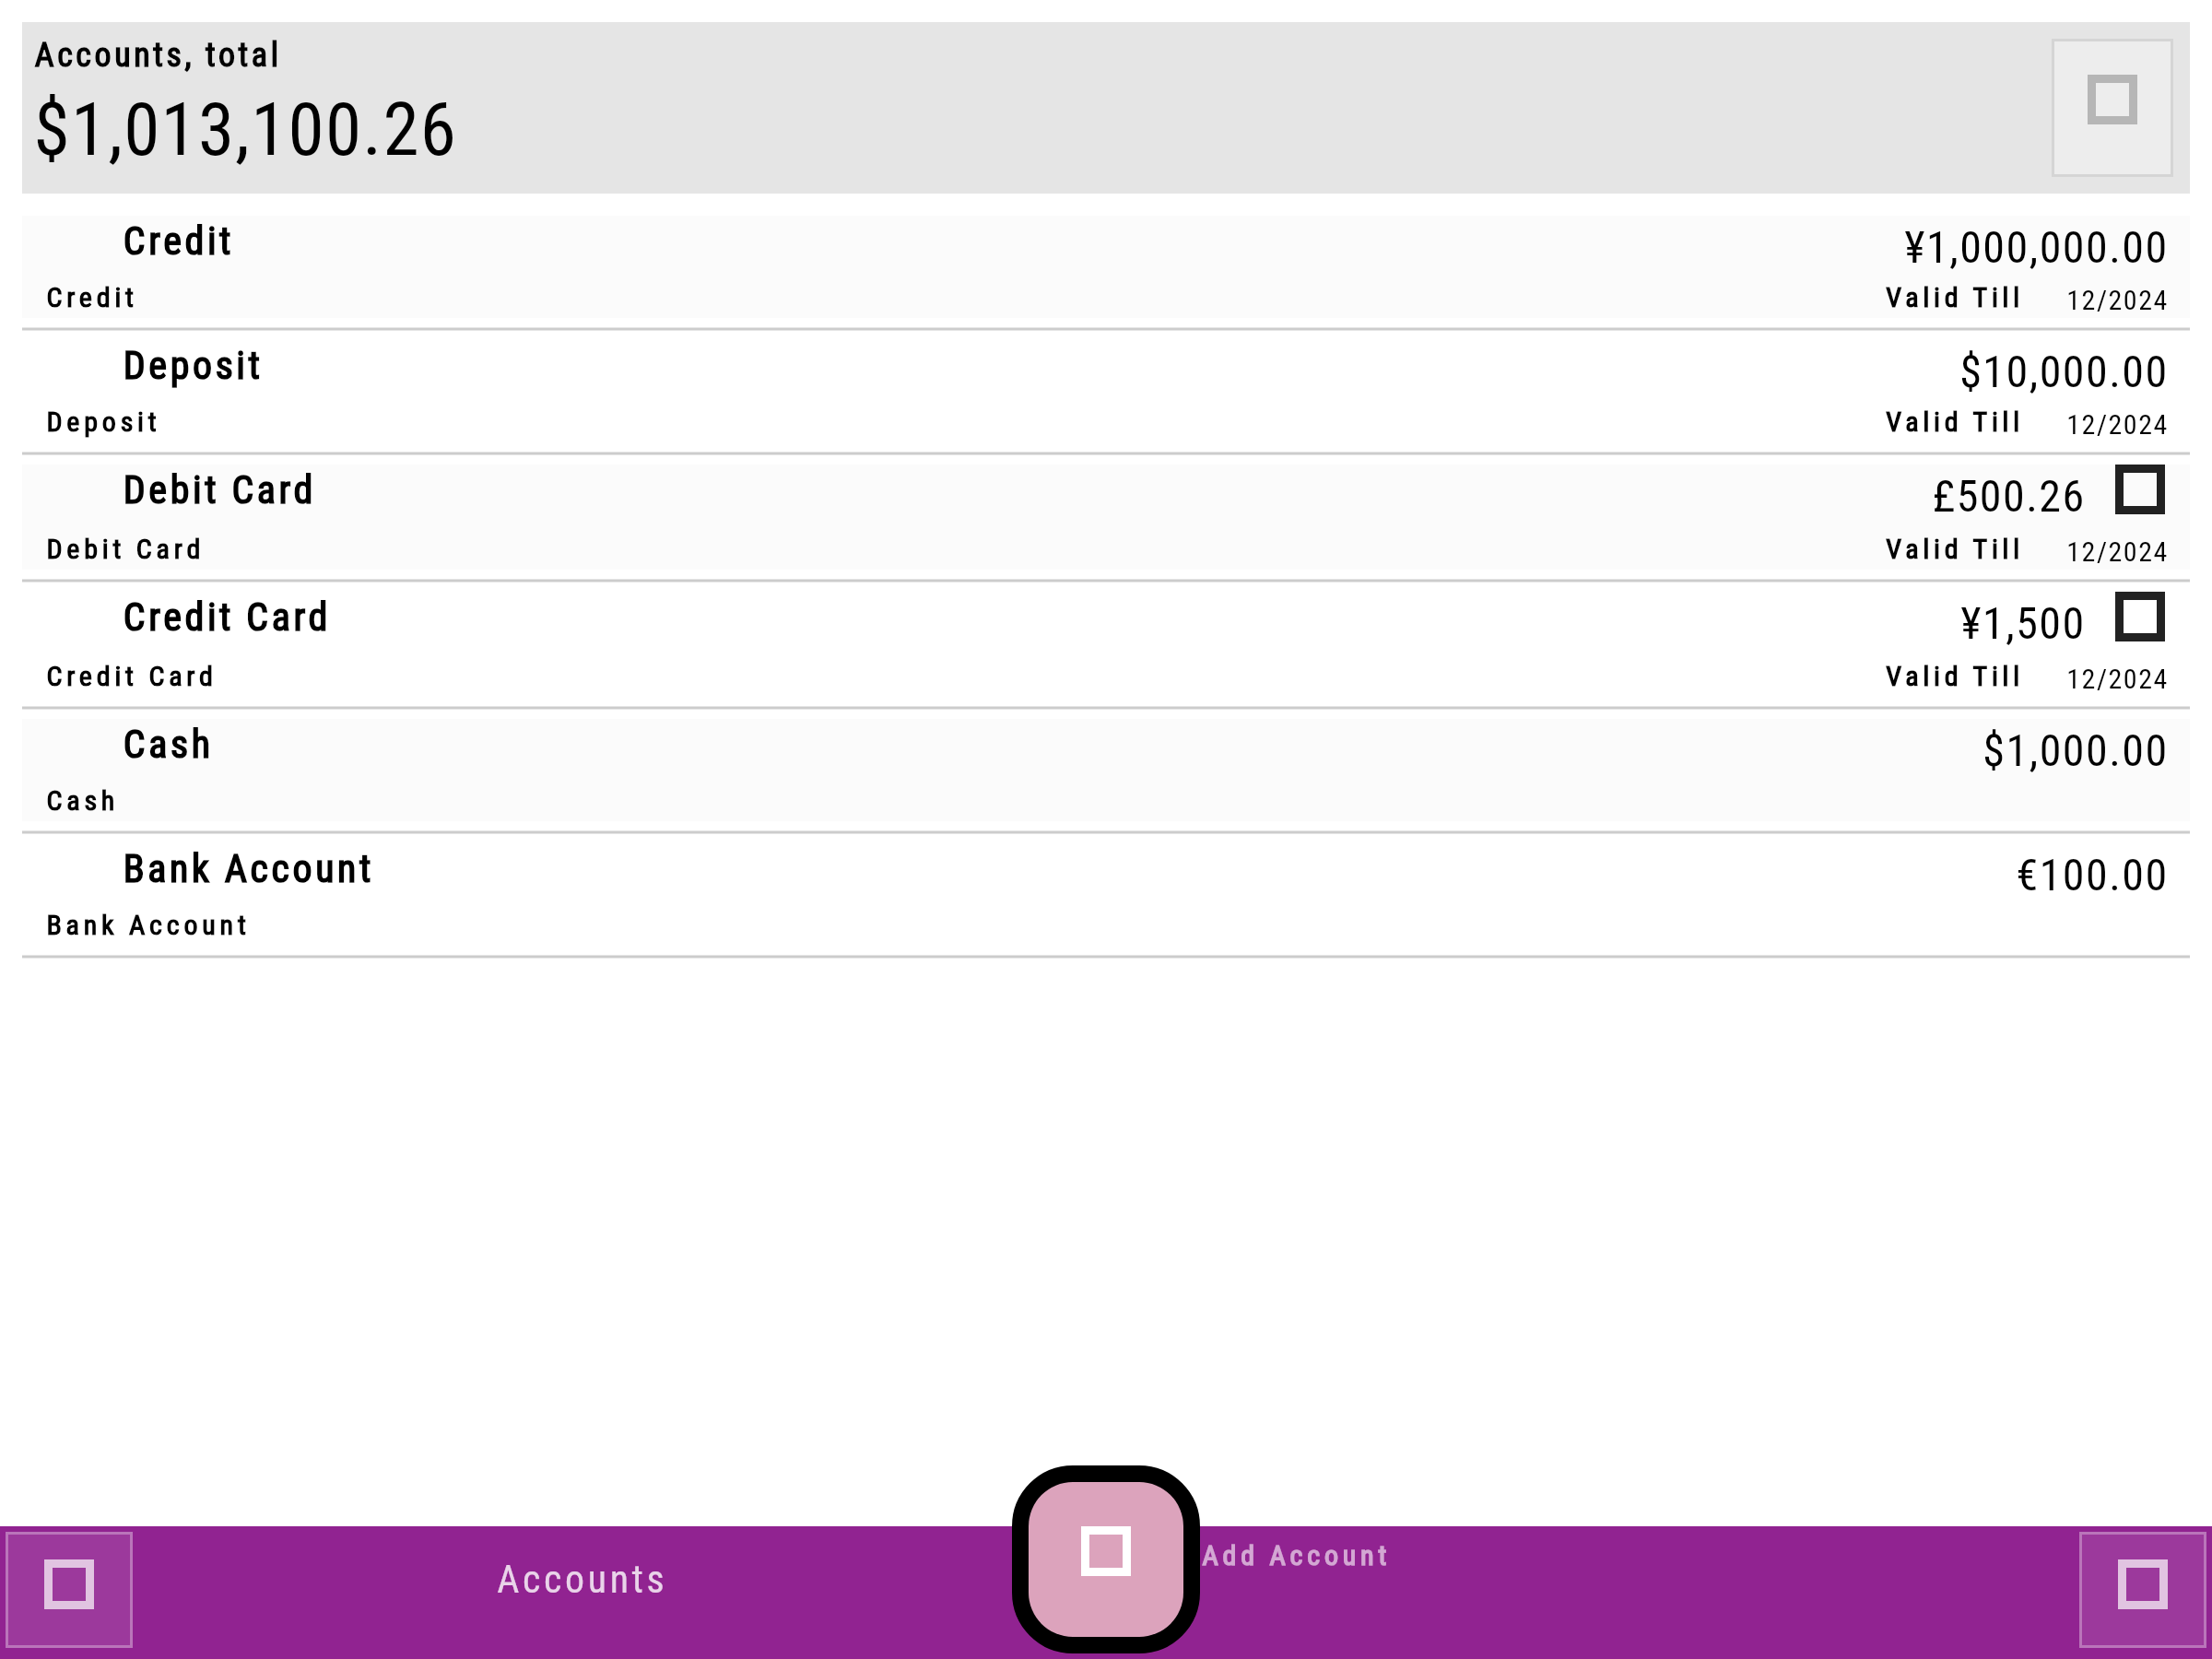 Accounts, total
$1,013,100.26
Credit ¥1,000,000.00
Credit Valid Till 12/2024
Deposit $10,000.00
Deposit Valid Till 12/2024
Debit Card £500.26
Debit Card Valid Till 12/2024
Credit Card ¥1,500
Credit Card Valid Till 12/2024
Cash $1,000.00
Cash
Bank Account €100.00
Bank Account
Accounts Add Account